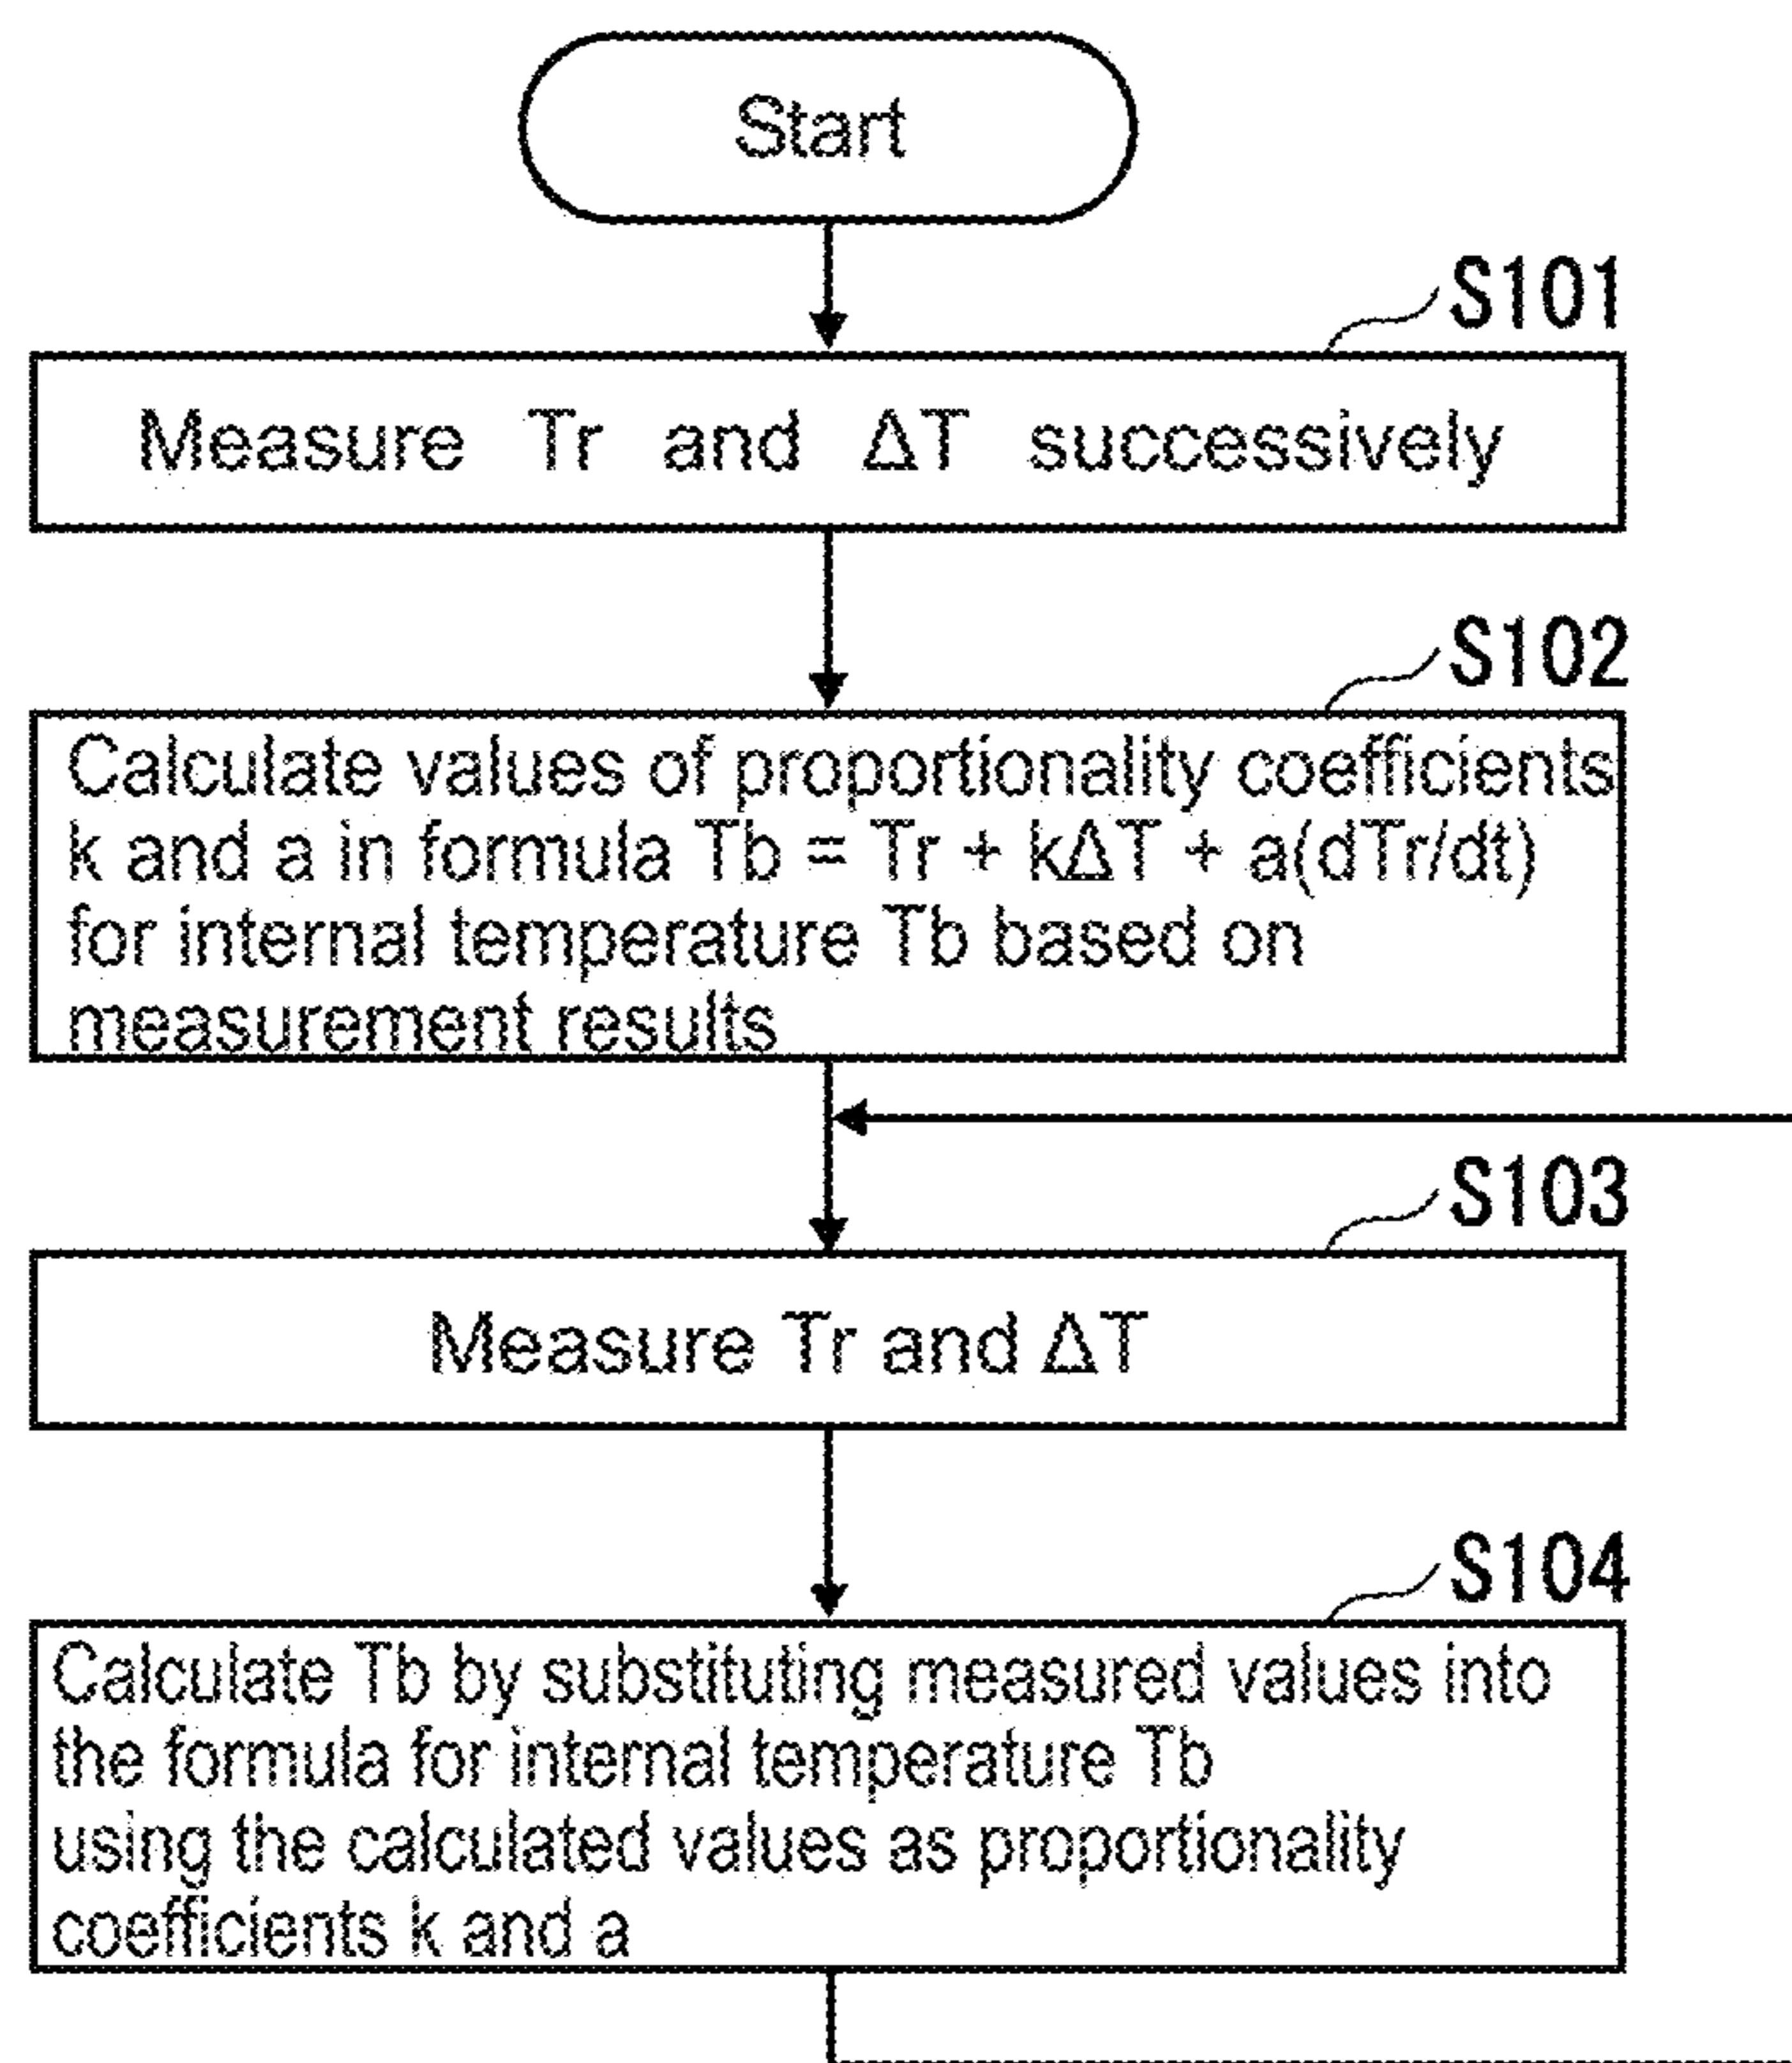 Start
S101
Measure Tr and ΔT successively
S102
Calculate values of proportionality coefficients
k and a in formula Tb = Tr + kΔT + a(dTr/dt)
for internal temperature Tb based on
measurement results
S103
Measure Tr and ΔT
S104
Calculate Tb by substituting measured values into
the formula for internal temperature Tb
using the calculated values as proportionality
coefficients k and a